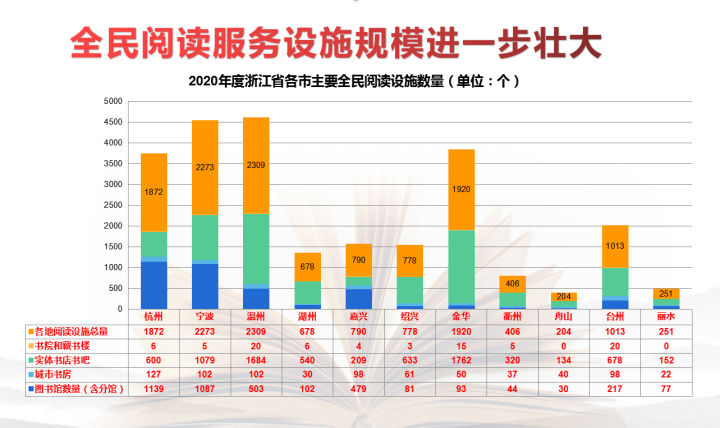 全民阅读服务设施规模进一步壮大
2020年度浙江省各市主要全民阅读设施数量（单位：个）
5000
4500
4000
3500
3000
2500
2000
1500
1000
500
0
1872 2273 2309 678 790 778 1920 406 204 1013 251
杭州 宁波 温州 湖州 嘉兴 绍兴 金华 衢州 舟山 台州 丽水
各地阅读设施总量 1872 2273 2309 678 790 778 1920 406 204 1013 251
书院和藏书楼 6 5 20 6 4 3 15 5 0 20 0
实体书店书吧 600 1079 1684 540 209 633 1762 320 134 678 152
城市书房 127 102 102 30 98 61 50 37 40 98 22
图书馆数量（含分馆） 1139 1087 503 102 479 81 93 44 30 217 77